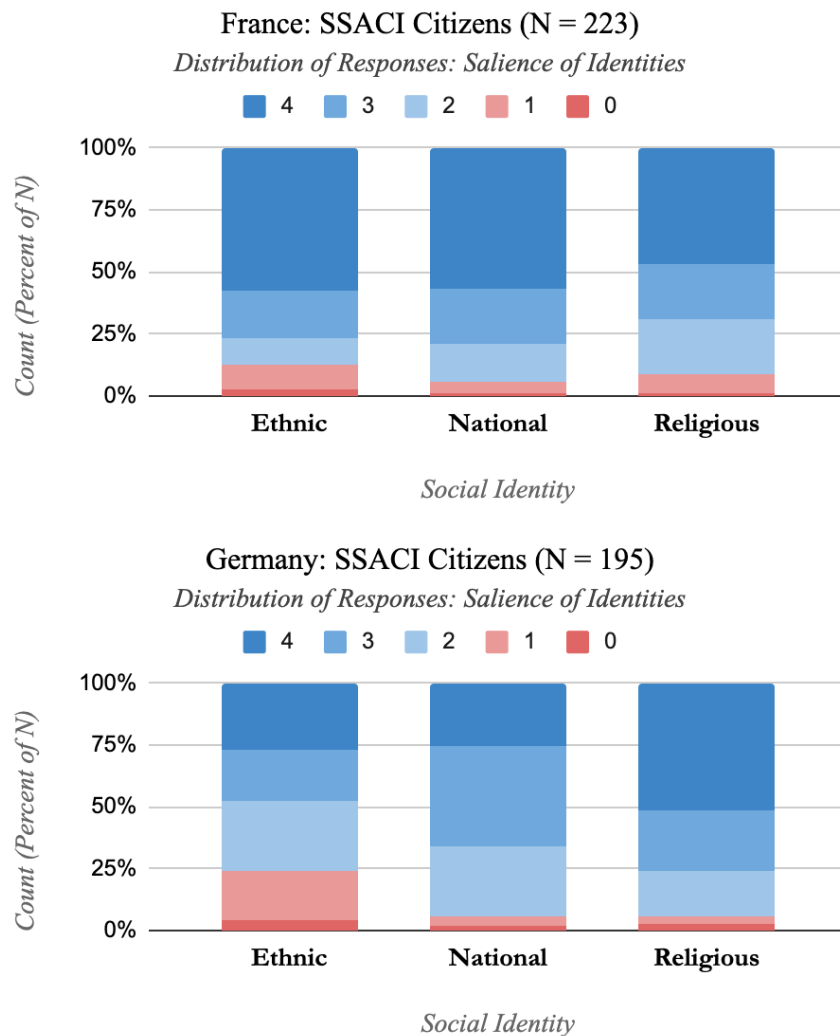 France: SSACI Citizens (N = 223)
Distribution of Responses: Salience of Identities
4 3 2 1 0
Count (Percent of N)
100%
75%
50%
25%
0%
Ethnic National Religious
Social Identity
Germany: SSACI Citizens (N = 195)
Distribution of Responses: Salience of Identities
4 3 2 1 0
Count (Percent of N)
100%
75%
50%
25%
0%
Ethnic National Religious
Social Identity